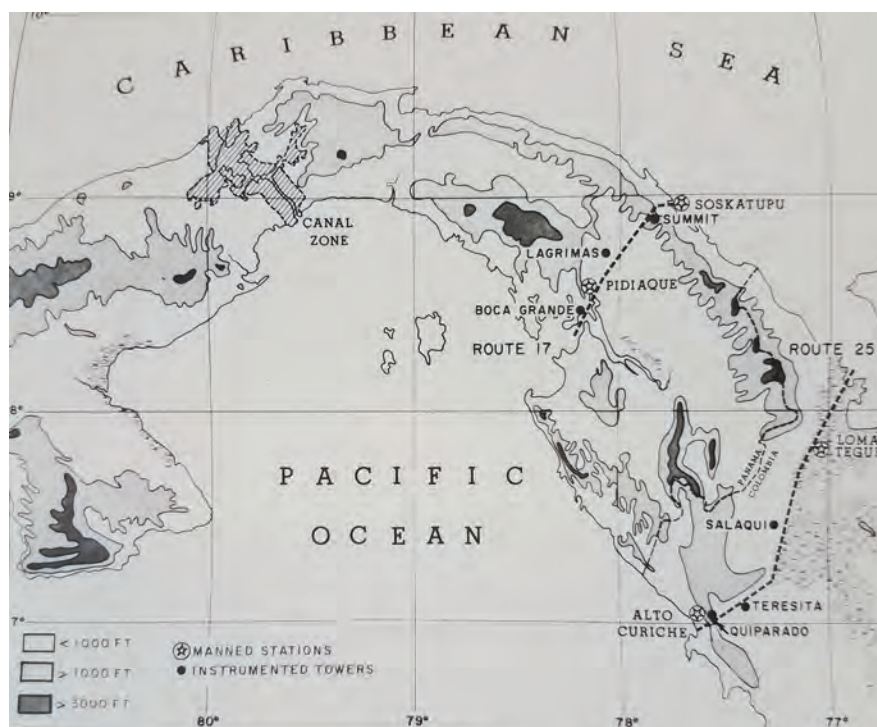 CARIBBEAN SEA
9°
CANAL
ZONE
SOSKATUPU
SUMMIT
LAGRIMAS
PIDIAQUE
BOCA GRANDE
ROUTE 17
ROUTE 25
8°
PACIFIC
OCEAN
PANAMA
COLOMBIA
SALAQUI
7°
ALTO
CURICHE
TERESITA
QUIPARADO
< 1000 FT
> 1000 FT
> 3000 FT
MANNED STATIONS
INSTRUMENTED TOWERS
80°
79°
78°
77°